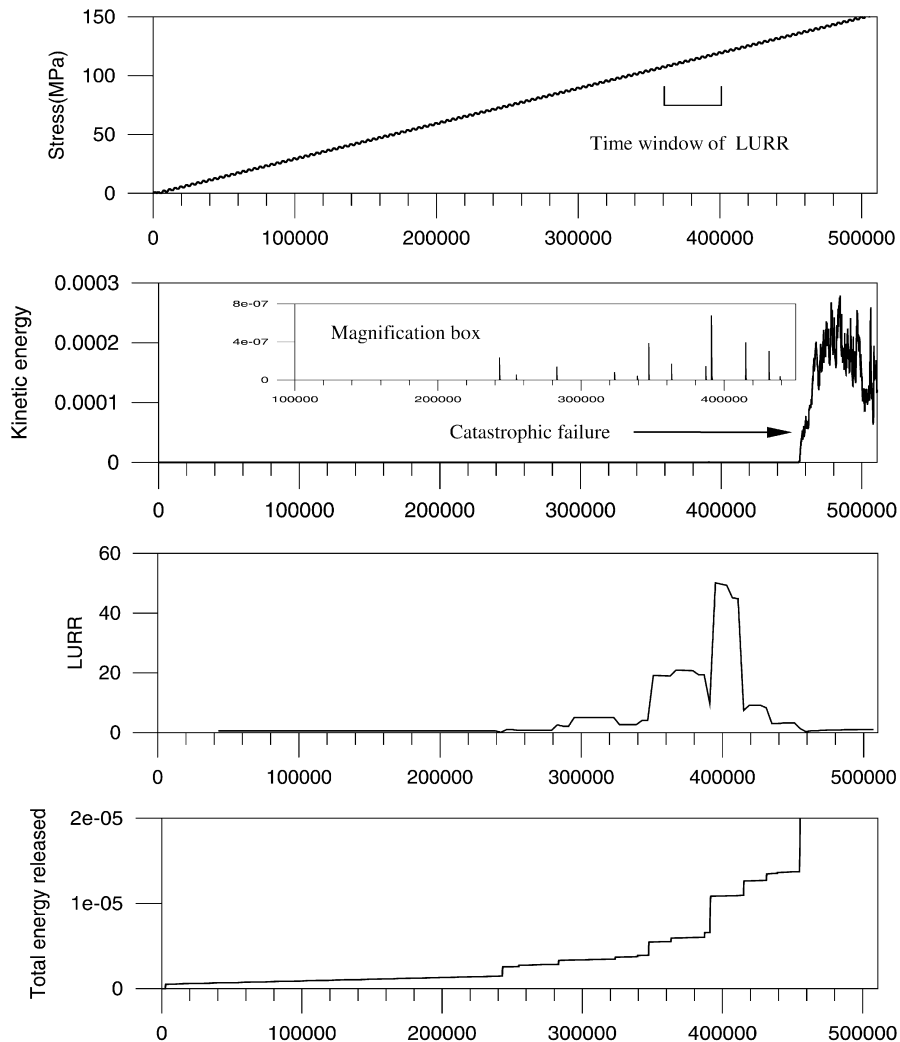 150
100
50
0
Stress(MPa)
Time window of LURR
0 100000 200000 300000 400000 500000
0.0003
0.0002
0.0001
0
Kinetic energy
8e-07
4e-07
0
Magnification box
100000 200000 300000 400000
Catastrophic failure
0 100000 200000 300000 400000 500000
60
40
20
0
LURR
0 100000 200000 300000 400000 500000
2e-05
1e-05
0
Total energy released
0 100000 200000 300000 400000 500000